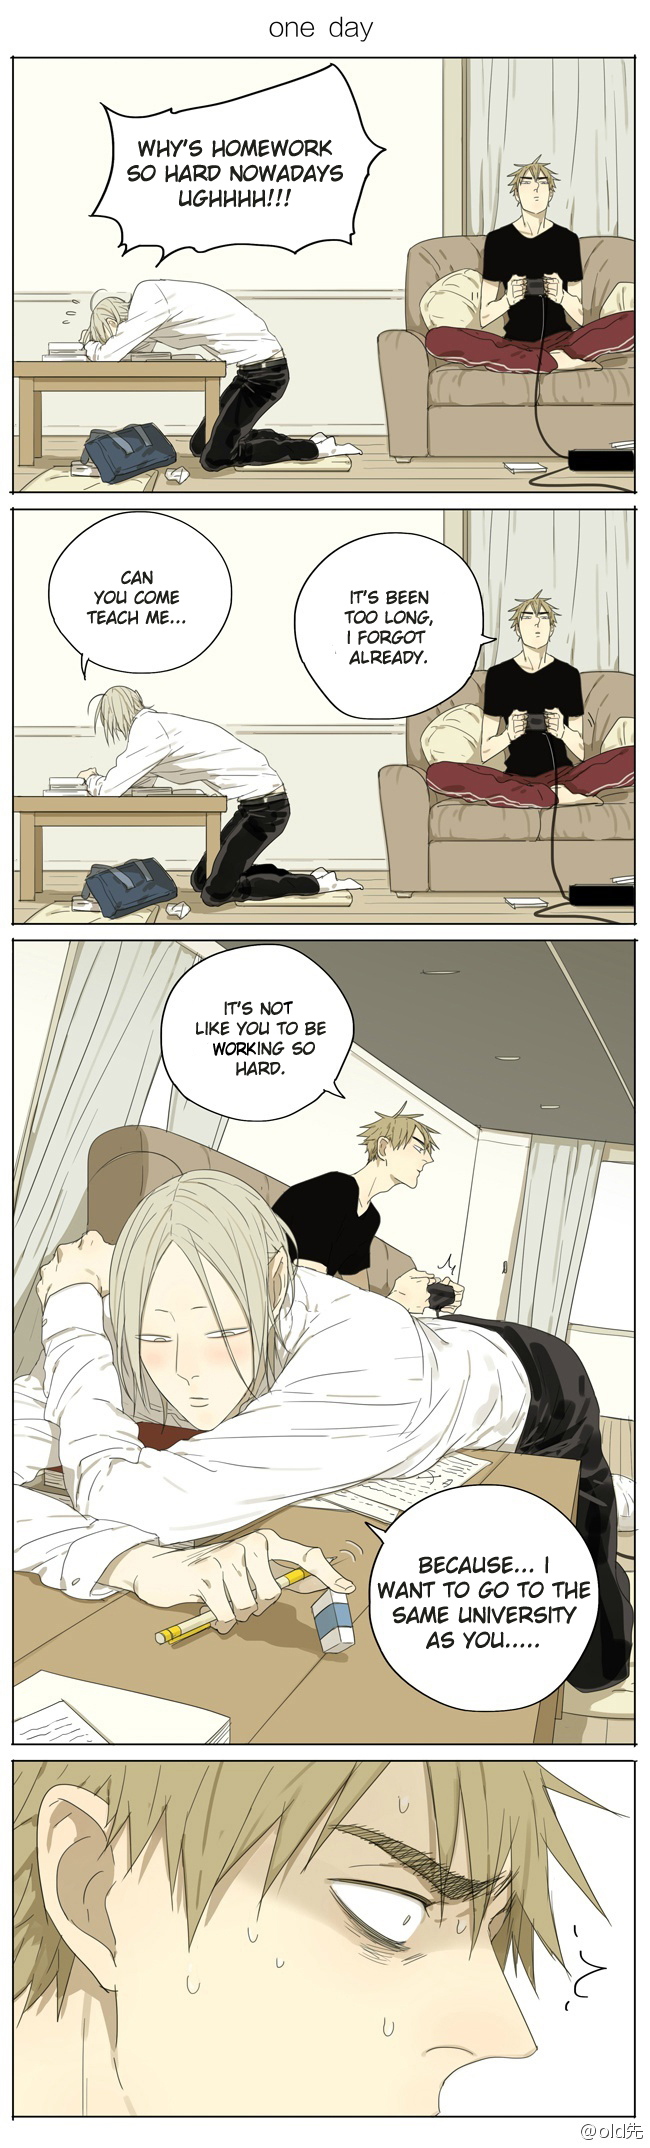 one day
WHY'S HOMEWORK
SO HARD NOWADAYS
UGHHHH!!!
CAN
YOU COME
TEACH ME...
IT'S BEEN
TOO LONG,
I FORGOT
ALREADY.
IT'S NOT
LIKE YOU TO BE
WORKING SO
HARD.
BECAUSE... I
WANT TO GO TO THE
SAME UNIVERSITY
AS YOU.....
@old先